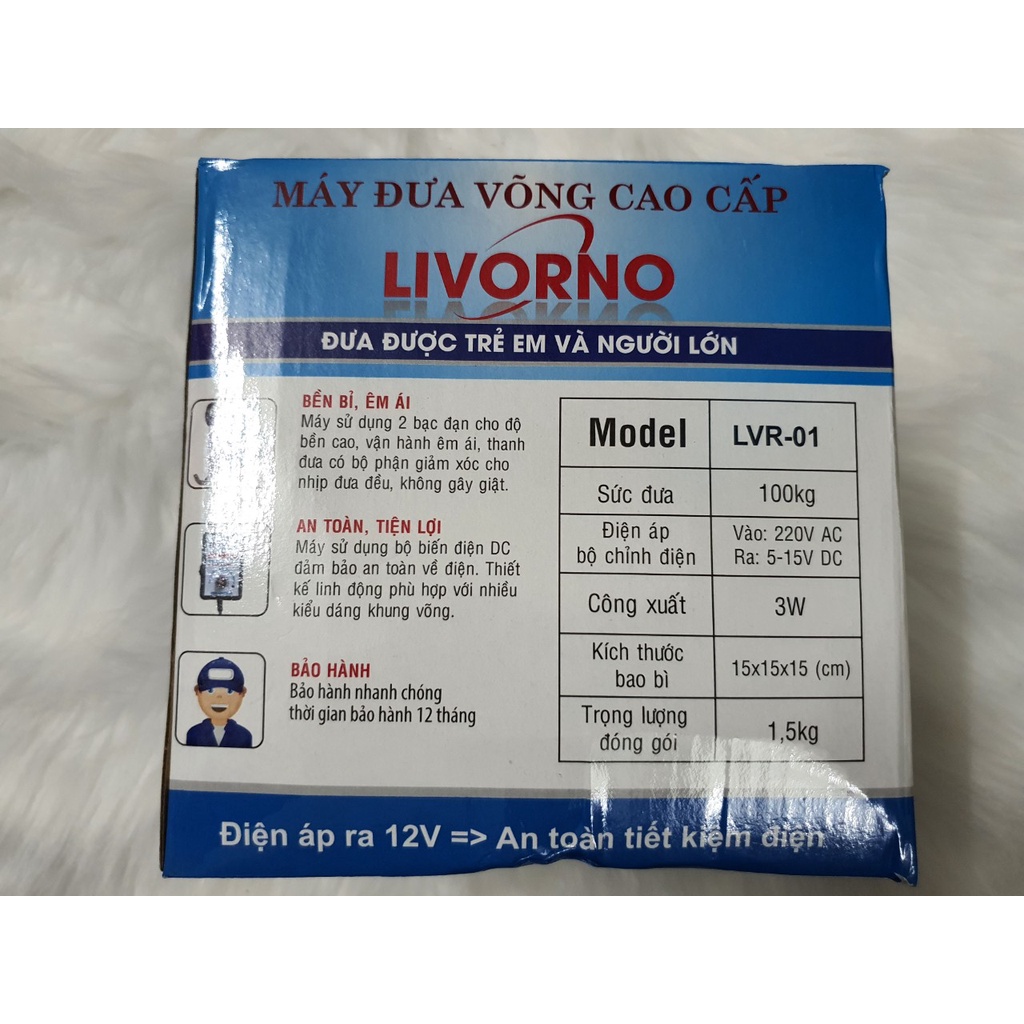 MÁY ĐƯA VÕNG CAO CẤP
LIVORNO
ĐƯA ĐƯỢC TRẺ EM VÀ NGƯỜI LỚN
BỀN BỈ, ÊM ÁI
Máy sử dụng 2 bạc đạn cho độ
bền cao, vận hành êm ái, thanh
đưa có bộ phận giảm xóc cho
nhịp đưa đều, không gây giật.
AN TOÀN, TIỆN LỢI
Máy sử dụng bộ biến điện DC
đảm bảo an toàn về điện. Thiết
kế linh động phù hợp với nhiều
kiểu dáng khung võng.
BẢO HÀNH
Bảo hành nhanh chóng
thời gian bảo hành 12 tháng
Model LVR-01
Sức đưa 100kg
Điện áp
bộ chỉnh điện
Vào: 220V AC
Ra: 5-15V DC
Công xuất 3W
Kích thước
bao bì
15x15x15 (cm)
Trọng lượng
đóng gói
1,5kg
Điện áp ra 12V => An toàn tiết kiệm điện